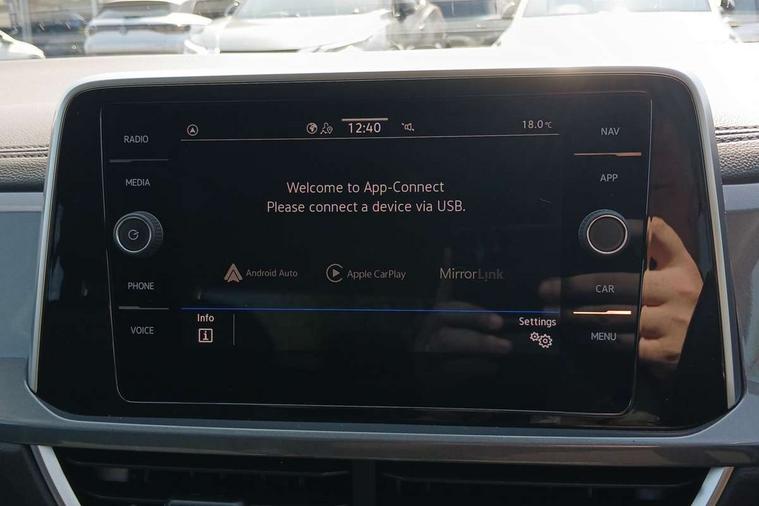 RADIO
MEDIA
PHONE
VOICE
12:40
18.0°C
Welcome to App-Connect
Please connect a device via USB.
Android Auto
Apple CarPlay
MirrorLink
Info
Settings
NAV
APP
CAR
MENU